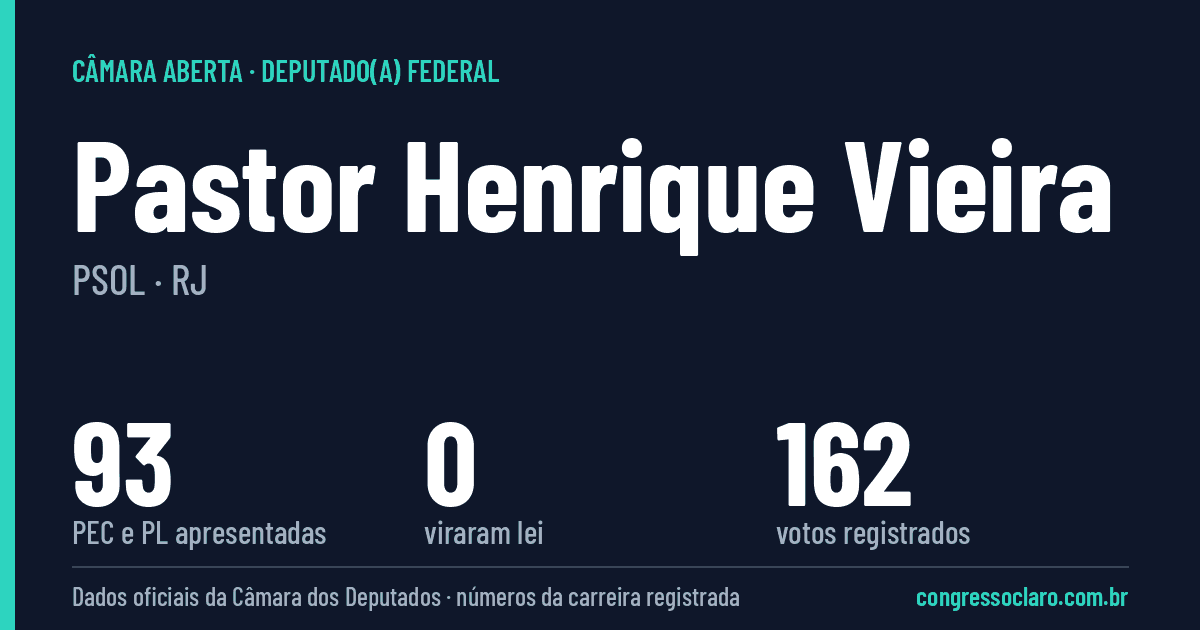 CÂMARA ABERTA · DEPUTADO(A) FEDERAL
Pastor Henrique Vieira
PSOL · RJ
93 0 162
PEC e PL apresentadas viraram lei votos registrados
Dados oficiais da Câmara dos Deputados · números da carreira registrada congressoclaro.com.br